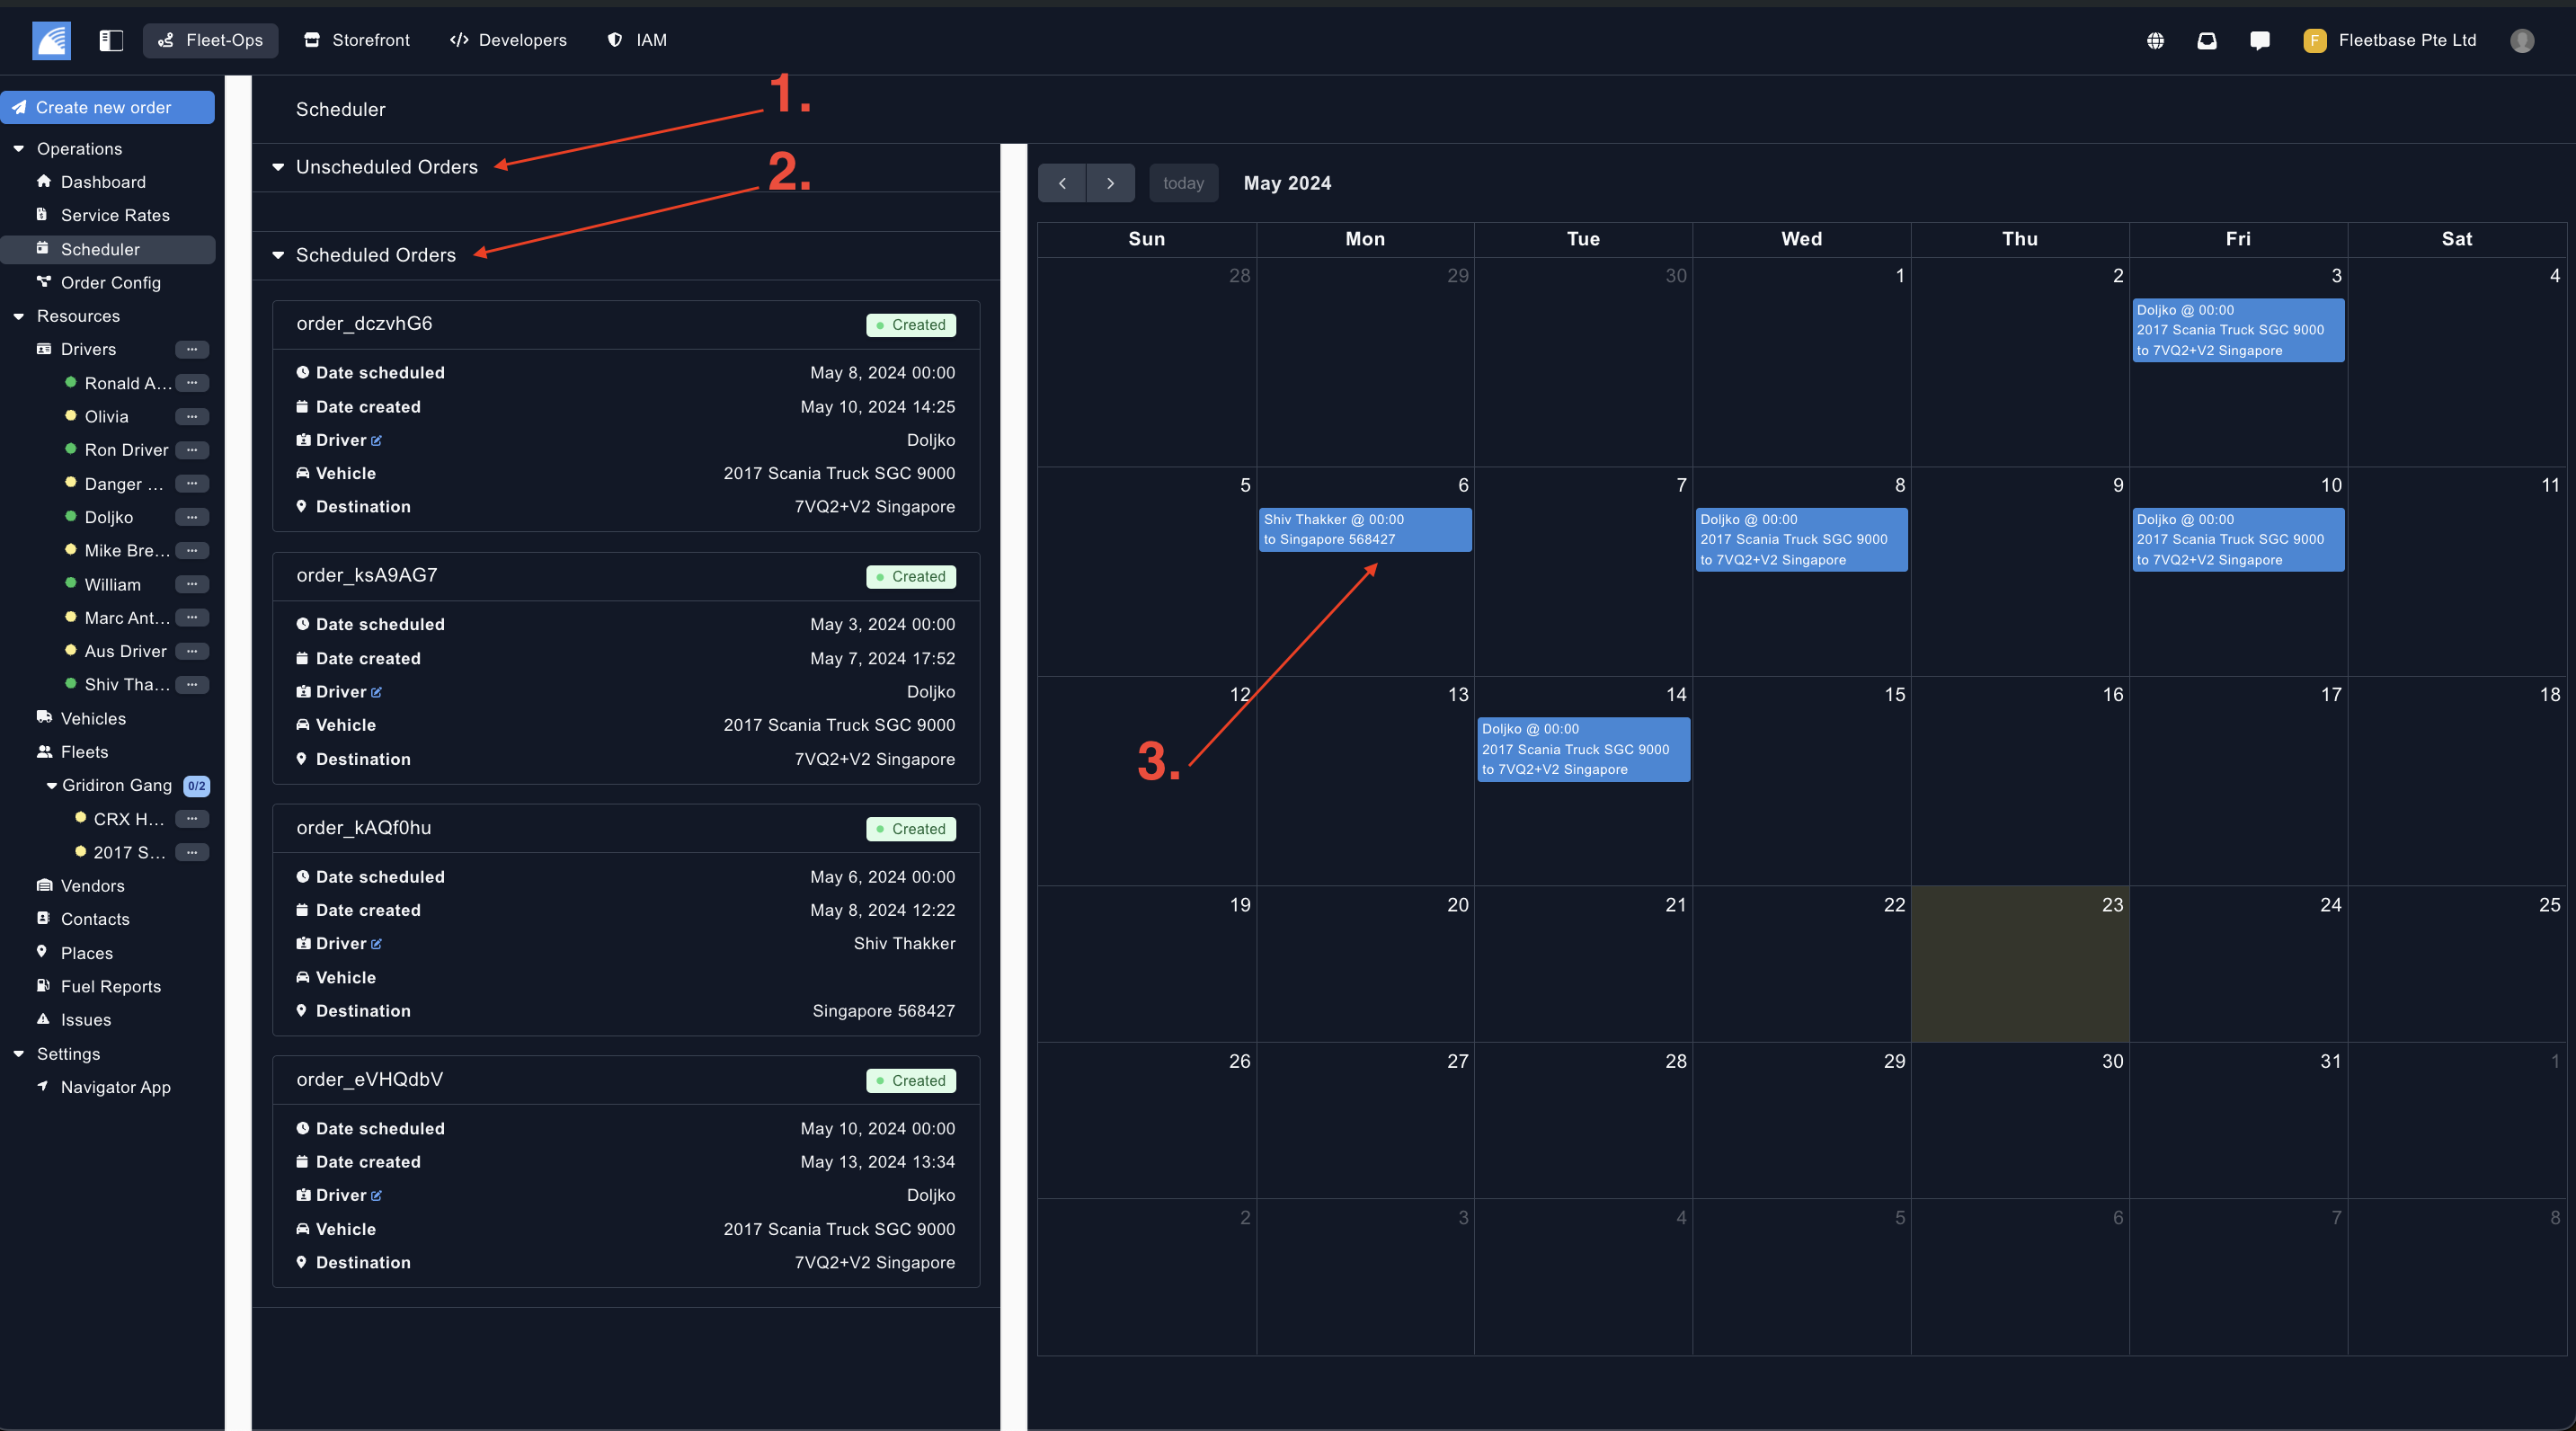 Fleet-Ops
Storefront
Developers
IAM
F
Fleetbase Pte Ltd
Create new order
Operations
Dashboard
Service Rates
Scheduler
Order Config
Resources
Drivers
Ronald A...
Olivia
Ron Driver
Danger ...
Doljko
Mike Bre...
William
Marc Ant...
Aus Driver
Shiv Tha...
Vehicles
Fleets
Gridiron Gang 0/2
CRX H...
2017 S...
Vendors
Contacts
Places
Fuel Reports
Issues
Settings
Navigator App
Scheduler
1.
Unscheduled Orders
2.
Scheduled Orders
order_dczvhG6 Created
Date scheduled May 8, 2024 00:00
Date created May 10, 2024 14:25
Driver Doljko
Vehicle 2017 Scania Truck SGC 9000
Destination 7VQ2+V2 Singapore
order_ksA9AG7 Created
Date scheduled May 3, 2024 00:00
Date created May 7, 2024 17:52
Driver Doljko
Vehicle 2017 Scania Truck SGC 9000
Destination 7VQ2+V2 Singapore
order_kAQf0hu Created
Date scheduled May 6, 2024 00:00
Date created May 8, 2024 12:22
Driver Shiv Thakker
Vehicle
Destination Singapore 568427
order_eVHQdbV Created
Date scheduled May 10, 2024 00:00
Date created May 13, 2024 13:34
Driver Doljko
Vehicle 2017 Scania Truck SGC 9000
Destination 7VQ2+V2 Singapore
today May 2024
Sun Mon Tue Wed Thu Fri Sat
28 29 30 1 2 3 4
Doljko @ 00:00
2017 Scania Truck SGC 9000
to 7VQ2+V2 Singapore
5 6 7 8 9 10 11
Shiv Thakker @ 00:00
to Singapore 568427
Doljko @ 00:00
2017 Scania Truck SGC 9000
to 7VQ2+V2 Singapore
Doljko @ 00:00
2017 Scania Truck SGC 9000
to 7VQ2+V2 Singapore
12 13 14 15 16 17 18
Doljko @ 00:00
2017 Scania Truck SGC 9000
to 7VQ2+V2 Singapore
3.
19 20 21 22 23 24 25
26 27 28 29 30 31 1
2 3 4 5 6 7 8